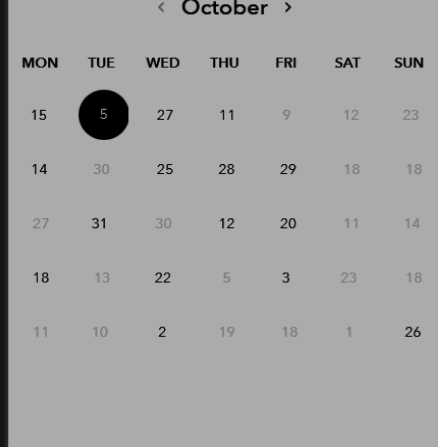 ‹ October ›
MON TUE WED THU FRI SAT SUN
15 5 27 11 9 12 23
14 30 25 28 29 18 18
27 31 30 12 20 11 14
18 13 22 5 3 23 18
11 10 2 19 18 1 26